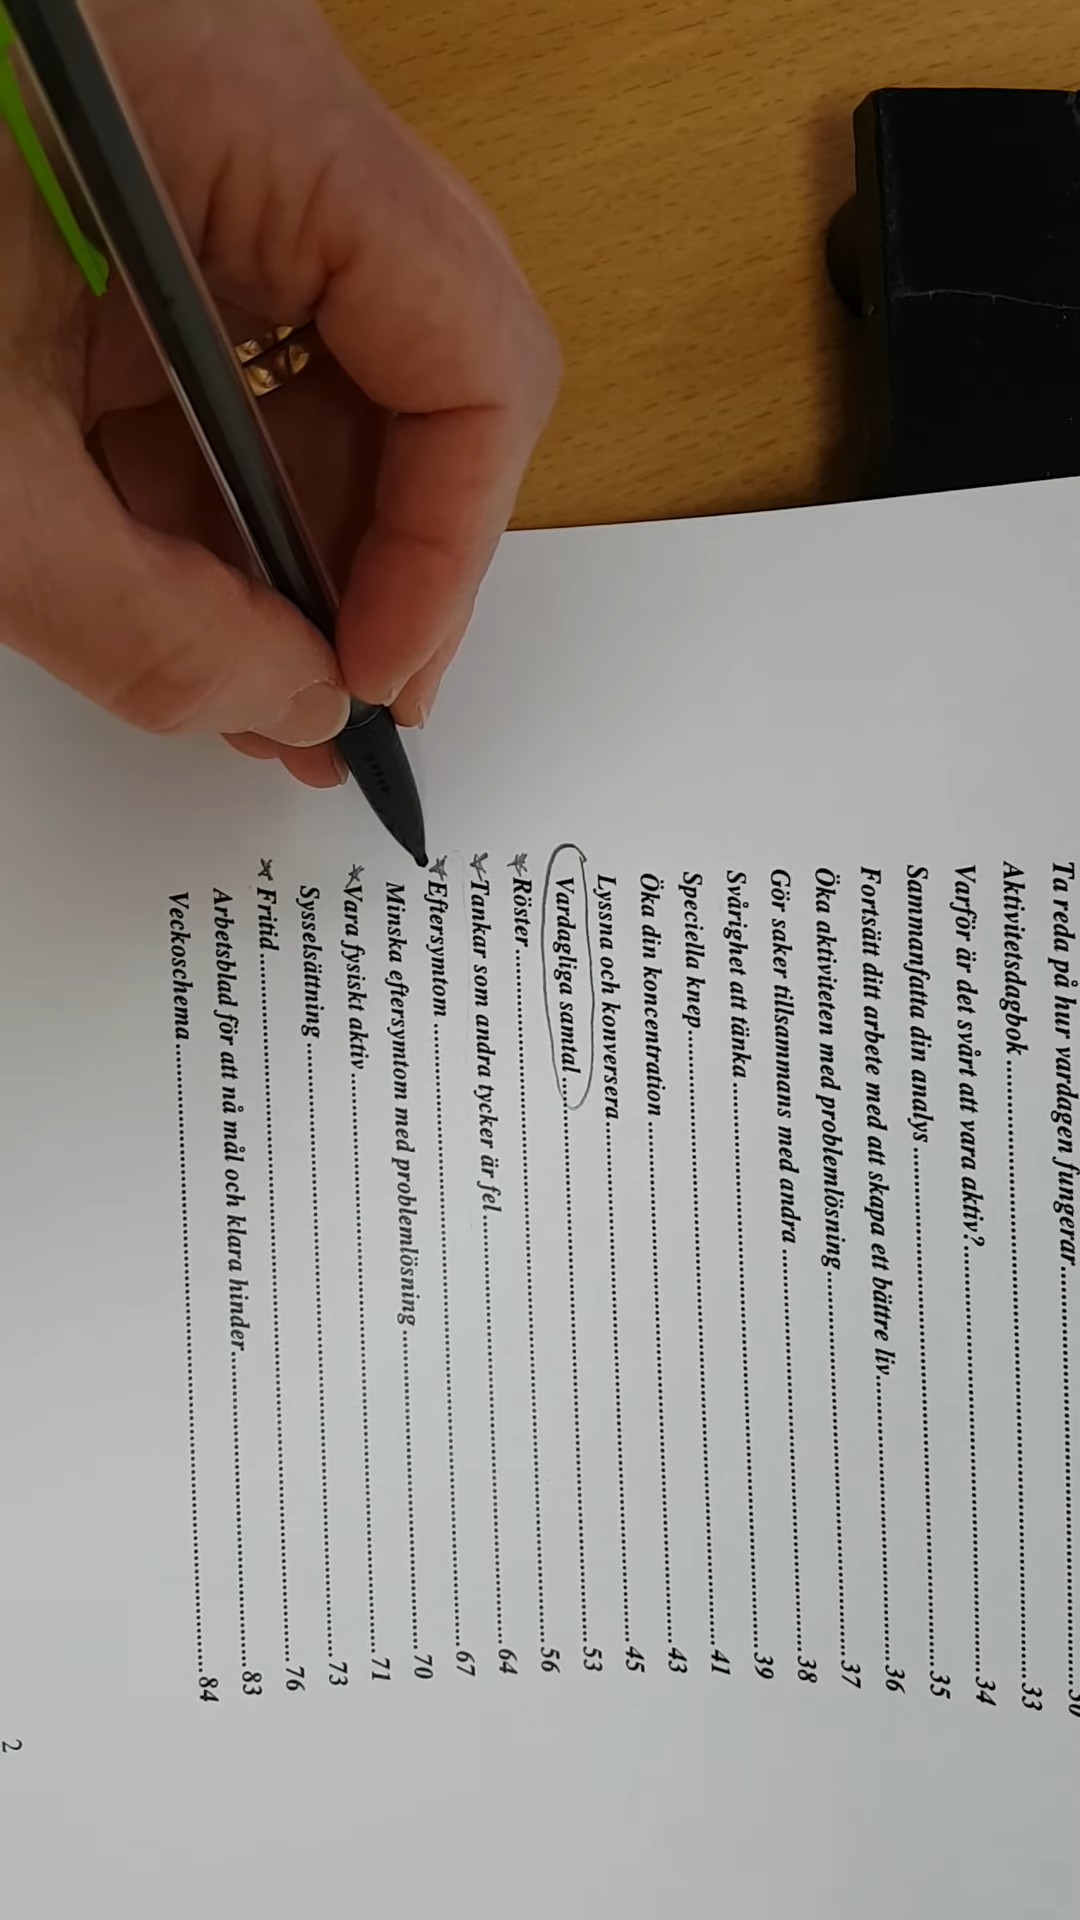 Ta reda på hur vardagen fungerar..........30
Aktivitetsdagbok..........33
Varför är det svårt att vara aktiv?..........34
Sammanfatta din analys..........35
Fortsätt ditt arbete med att skapa ett bättre liv..........36
Öka aktiviteten med problemlösning..........37
Gör saker tillsammans med andra..........38
Svårighet att tänka..........39
Speciella knep..........41
Öka din koncentration..........43
Lyssna och konversera..........45
Vardagliga samtal..........53
Röster..........56
Tankar som andra tycker är fel..........64
Eftersymtom..........67
Minska eftersymtom med problemlösning..........70
Vara fysiskt aktiv..........71
Sysselsättning..........73
Fritid..........76
Arbetsblad för att nå mål och klara hinder..........83
Veckoschema..........84
2